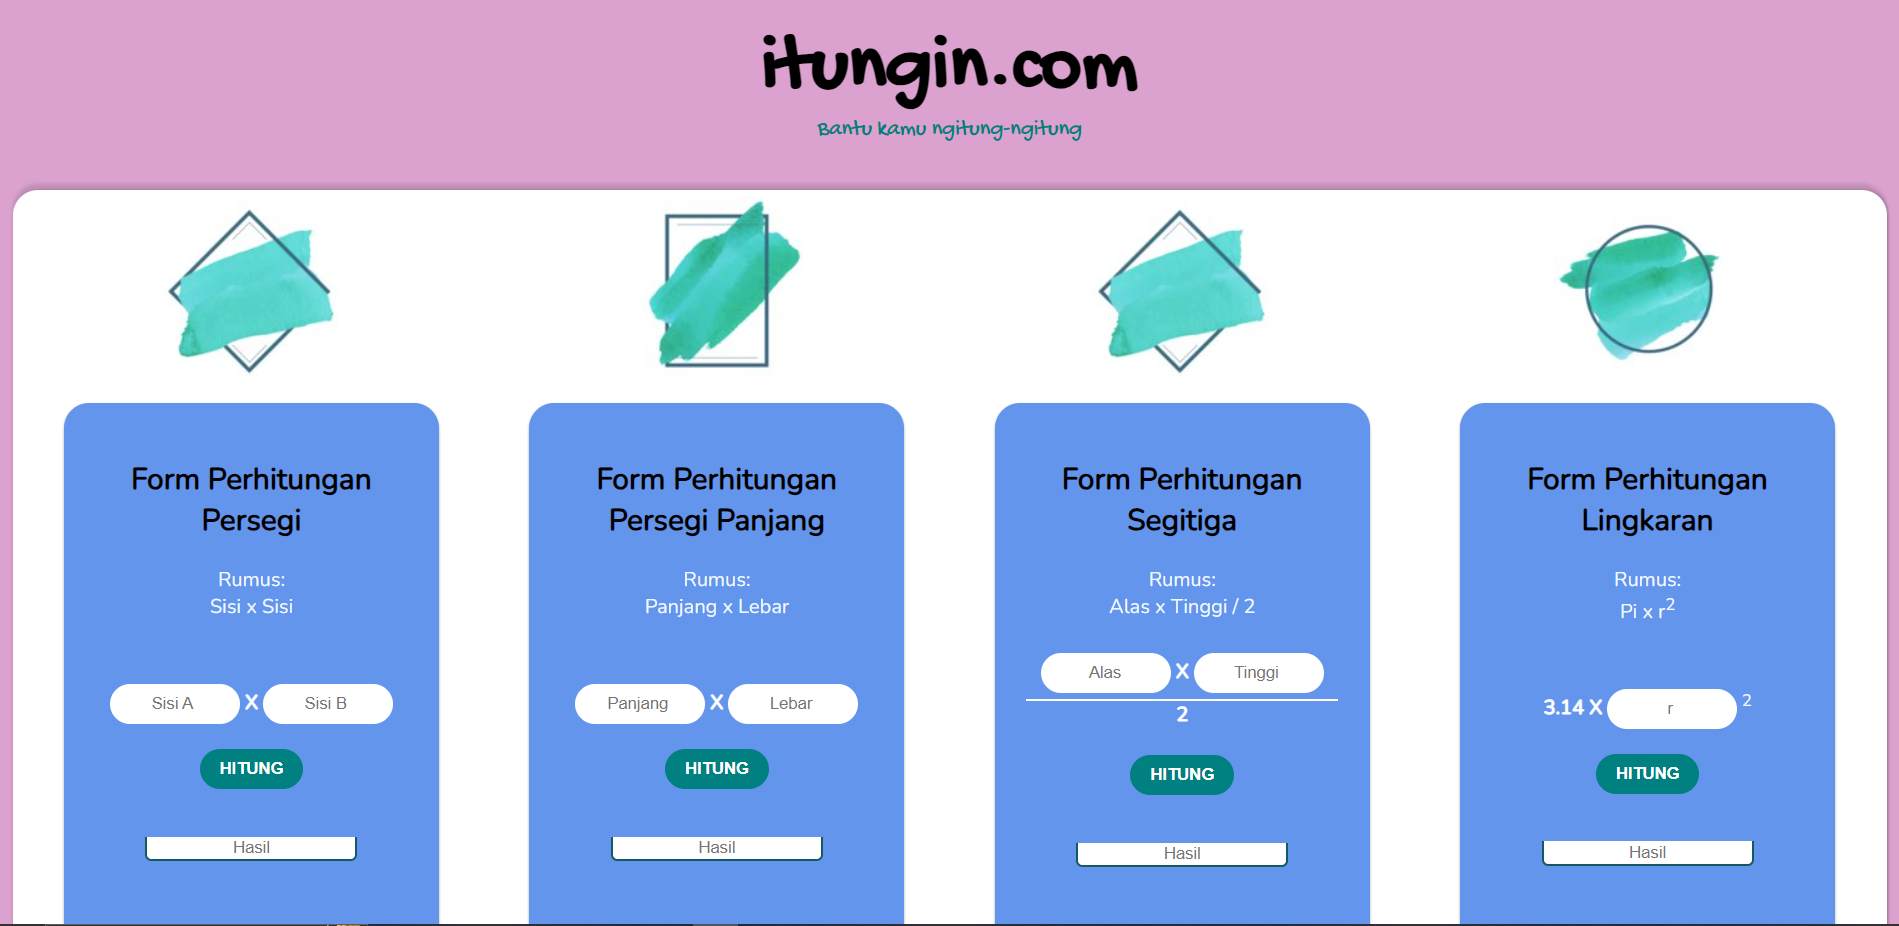 itungin.com
Bantu kamu ngitung-ngitung
Form Perhitungan
Persegi
Rumus:
Sisi x Sisi
Sisi A X Sisi B
HITUNG
Hasil
Form Perhitungan
Persegi Panjang
Rumus:
Panjang x Lebar
Panjang X Lebar
HITUNG
Hasil
Form Perhitungan
Segitiga
Rumus:
Alas x Tinggi / 2
Alas X Tinggi
2
HITUNG
Hasil
Form Perhitungan
Lingkaran
Rumus:
Pi x r²
3.14 X r ²
HITUNG
Hasil